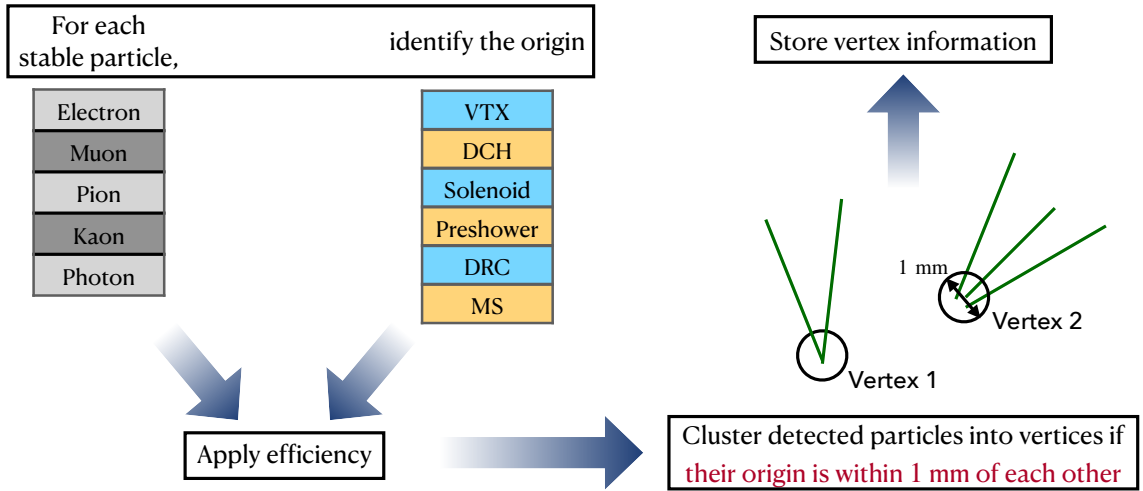 For each
stable particle,
identify the origin
Electron
Muon
Pion
Kaon
Photon
VTX
DCH
Solenoid
Preshower
DRC
MS
Apply efficiency
Store vertex information
1 mm
Vertex 2
Vertex 1
Cluster detected particles into vertices if
their origin is within 1 mm of each other